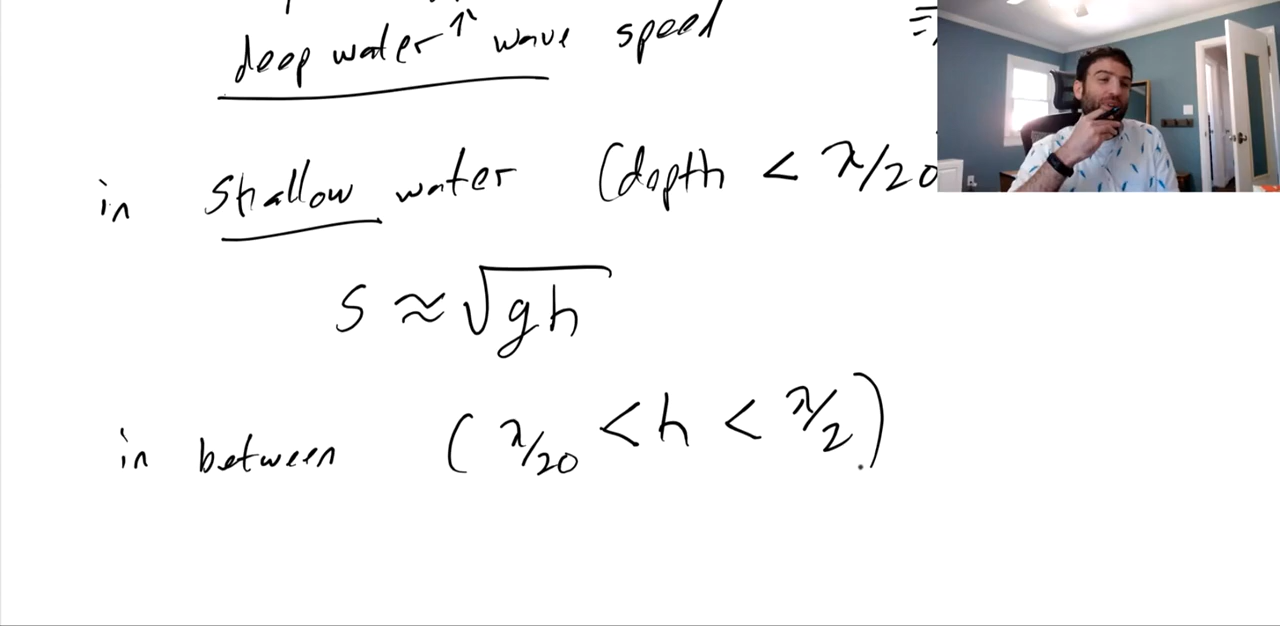 deep water wave speed
in shallow water (depth < λ/20
s ≈ √gh
in between (λ/20 < h < λ/2)